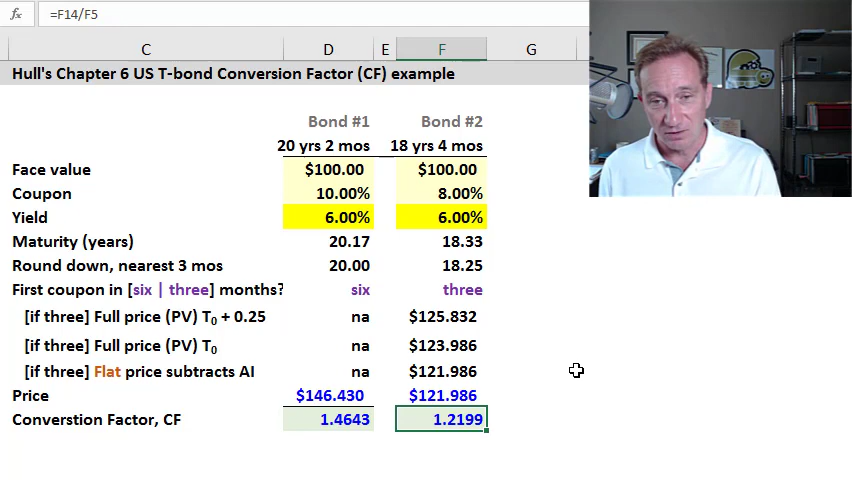 fx =F14/F5
C D E F G
Hull's Chapter 6 US T-bond Conversion Factor (CF) example
Bond #1 Bond #2
20 yrs 2 mos 18 yrs 4 mos
Face value $100.00 $100.00
Coupon 10.00% 8.00%
Yield 6.00% 6.00%
Maturity (years) 20.17 18.33
Round down, nearest 3 mos 20.00 18.25
First coupon in [six | three] months? six three
[if three] Full price (PV) T0 + 0.25 na $125.832
[if three] Full price (PV) T0 na $123.986
[if three] Flat price subtracts AI na $121.986
Price $146.430 $121.986
Converstion Factor, CF 1.4643 1.2199